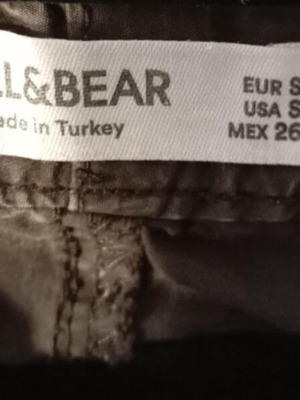 LL&BEAR
ade in Turkey
EUR S
USA S
MEX 26